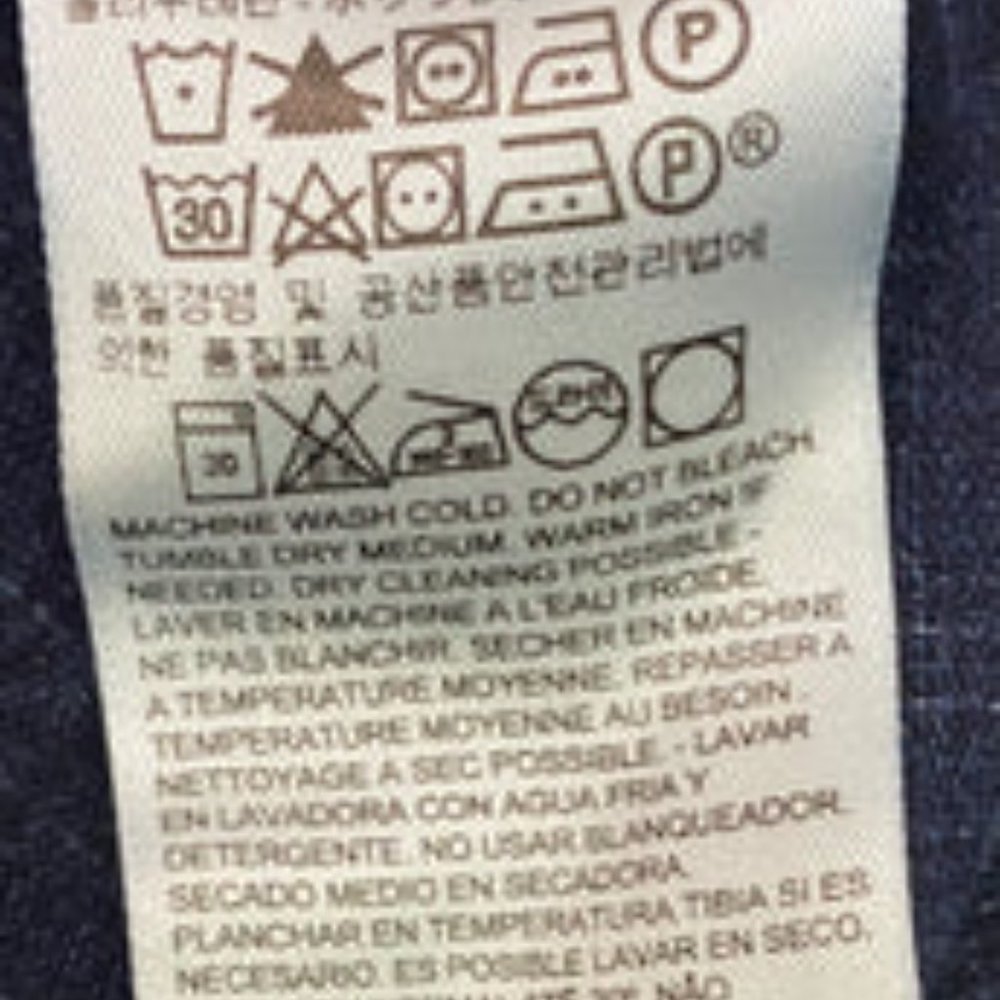 P
30 P ®
품질경영 및 공산품안전관리법에
의한 품질표시
30
MACHINE WASH COLD. DO NOT BLEACH.
TUMBLE DRY MEDIUM. WARM IRON IF
NEEDED. DRY CLEANING POSSIBLE. -
LAVER EN MACHINE A L'EAU FROIDE.
NE PAS BLANCHIR. SECHER EN MACHINE
A TEMPERATURE MOYENNE. REPASSER A
TEMPERATURE MOYENNE AU BESOIN.
NETTOYAGE A SEC POSSIBLE. - LAVAR
EN LAVADORA CON AGUA FRIA Y
DETERGENTE. NO USAR BLANQUEADOR.
SECADO MEDIO EN SECADORA.
PLANCHAR EN TEMPERATURA TIBIA SI ES
NECESARIO. ES POSIBLE LAVAR EN SECO.
NÃO